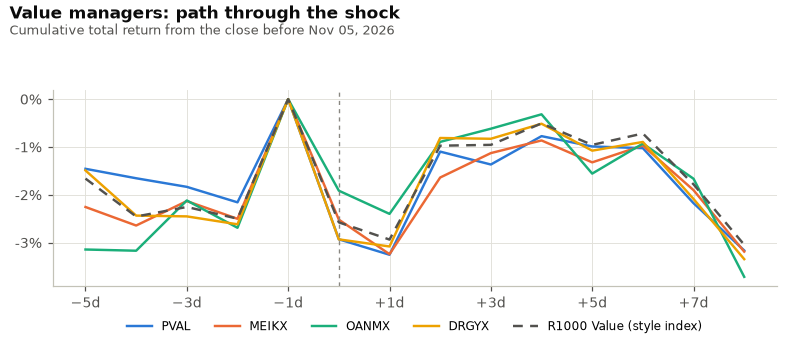 Value managers: path through the shock
Cumulative total return from the close before Nov 05, 2026
0%
-1%
-2%
-3%
−5d
−3d
−1d
+1d
+3d
+5d
+7d
PVAL
MEIKX
OANMX
DRGYX
R1000 Value (style index)